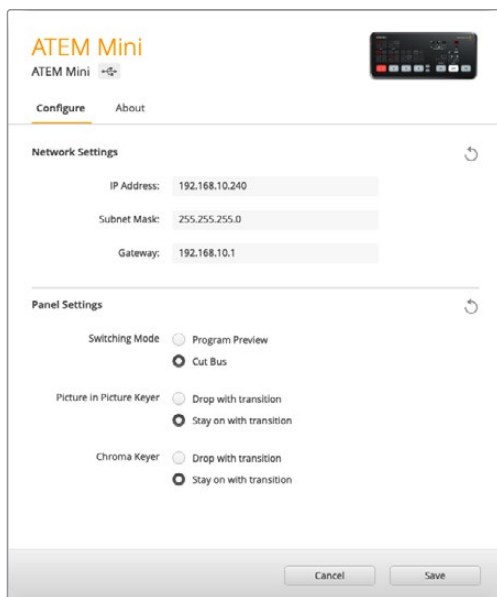 ATEM Mini
ATEM Mini
Configure About
Network Settings
IP Address: 192.168.10.240
Subnet Mask: 255.255.255.0
Gateway: 192.168.10.1
Panel Settings
Switching Mode Program Preview
Cut Bus
Picture in Picture Keyer Drop with transition
Stay on with transition
Chroma Keyer Drop with transition
Stay on with transition
Cancel Save